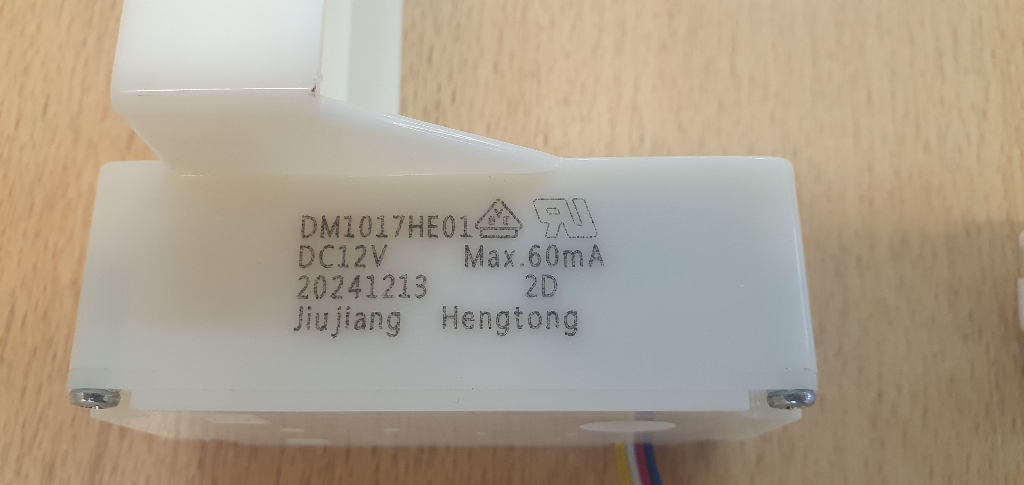 DM1017HE01
DC12V Max.60mA
20241213 2D
Jiujiang Hengtong